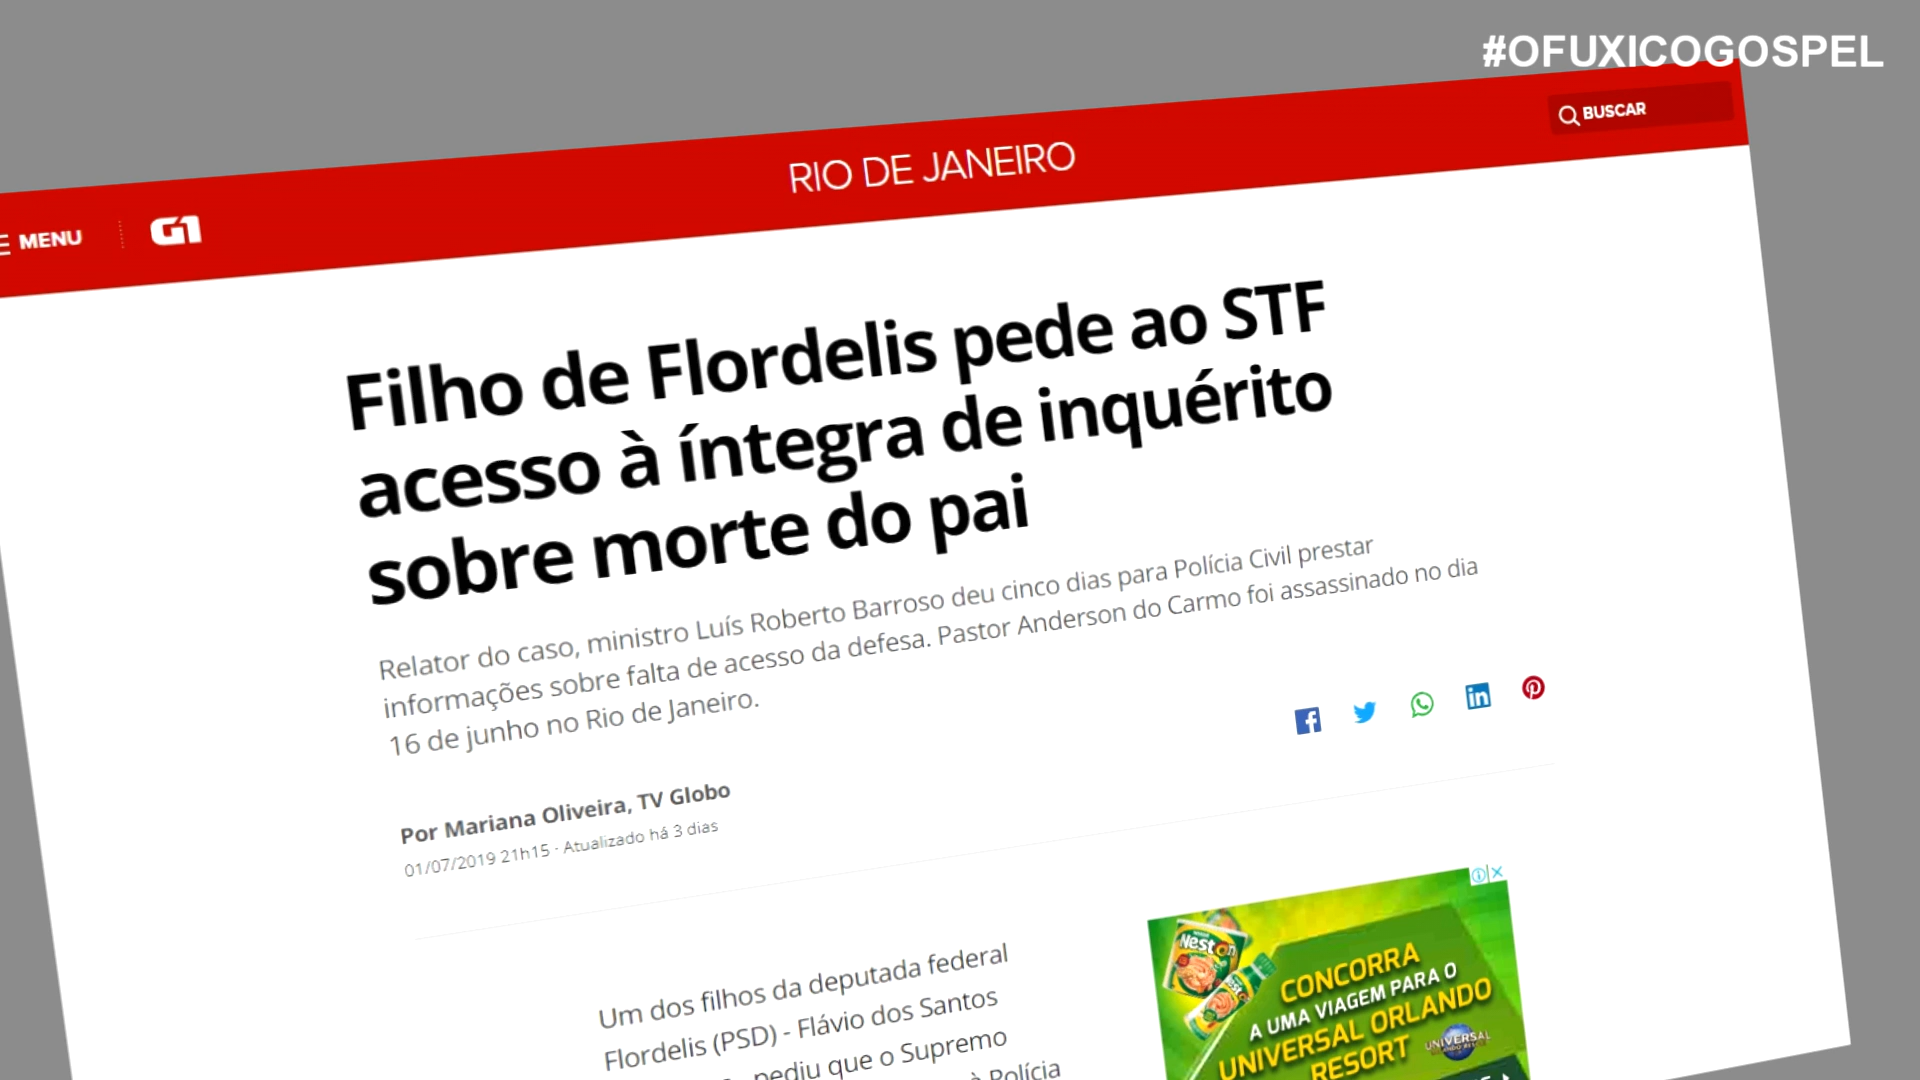 #OFUXICOGOSPEL
BUSCAR
RIO DE JANEIRO
MENU
G1
Filho de Flordelis pede ao STF
acesso à íntegra de inquérito
sobre morte do pai
Relator do caso, ministro Luís Roberto Barroso deu cinco dias para Polícia Civil prestar
informações sobre falta de acesso da defesa. Pastor Anderson do Carmo foi assassinado no dia
16 de junho no Rio de Janeiro.
Por Mariana Oliveira, TV Globo
01/07/2019 21h15 · Atualizado há 3 dias
Um dos filhos da deputada federal
Flordelis (PSD) - Flávio dos Santos
pediu que o Supremo
à Polícia
Neston
CONCORRA
A UMA VIAGEM PARA O
UNIVERSAL ORLANDO
RESORT
UNIVERSAL